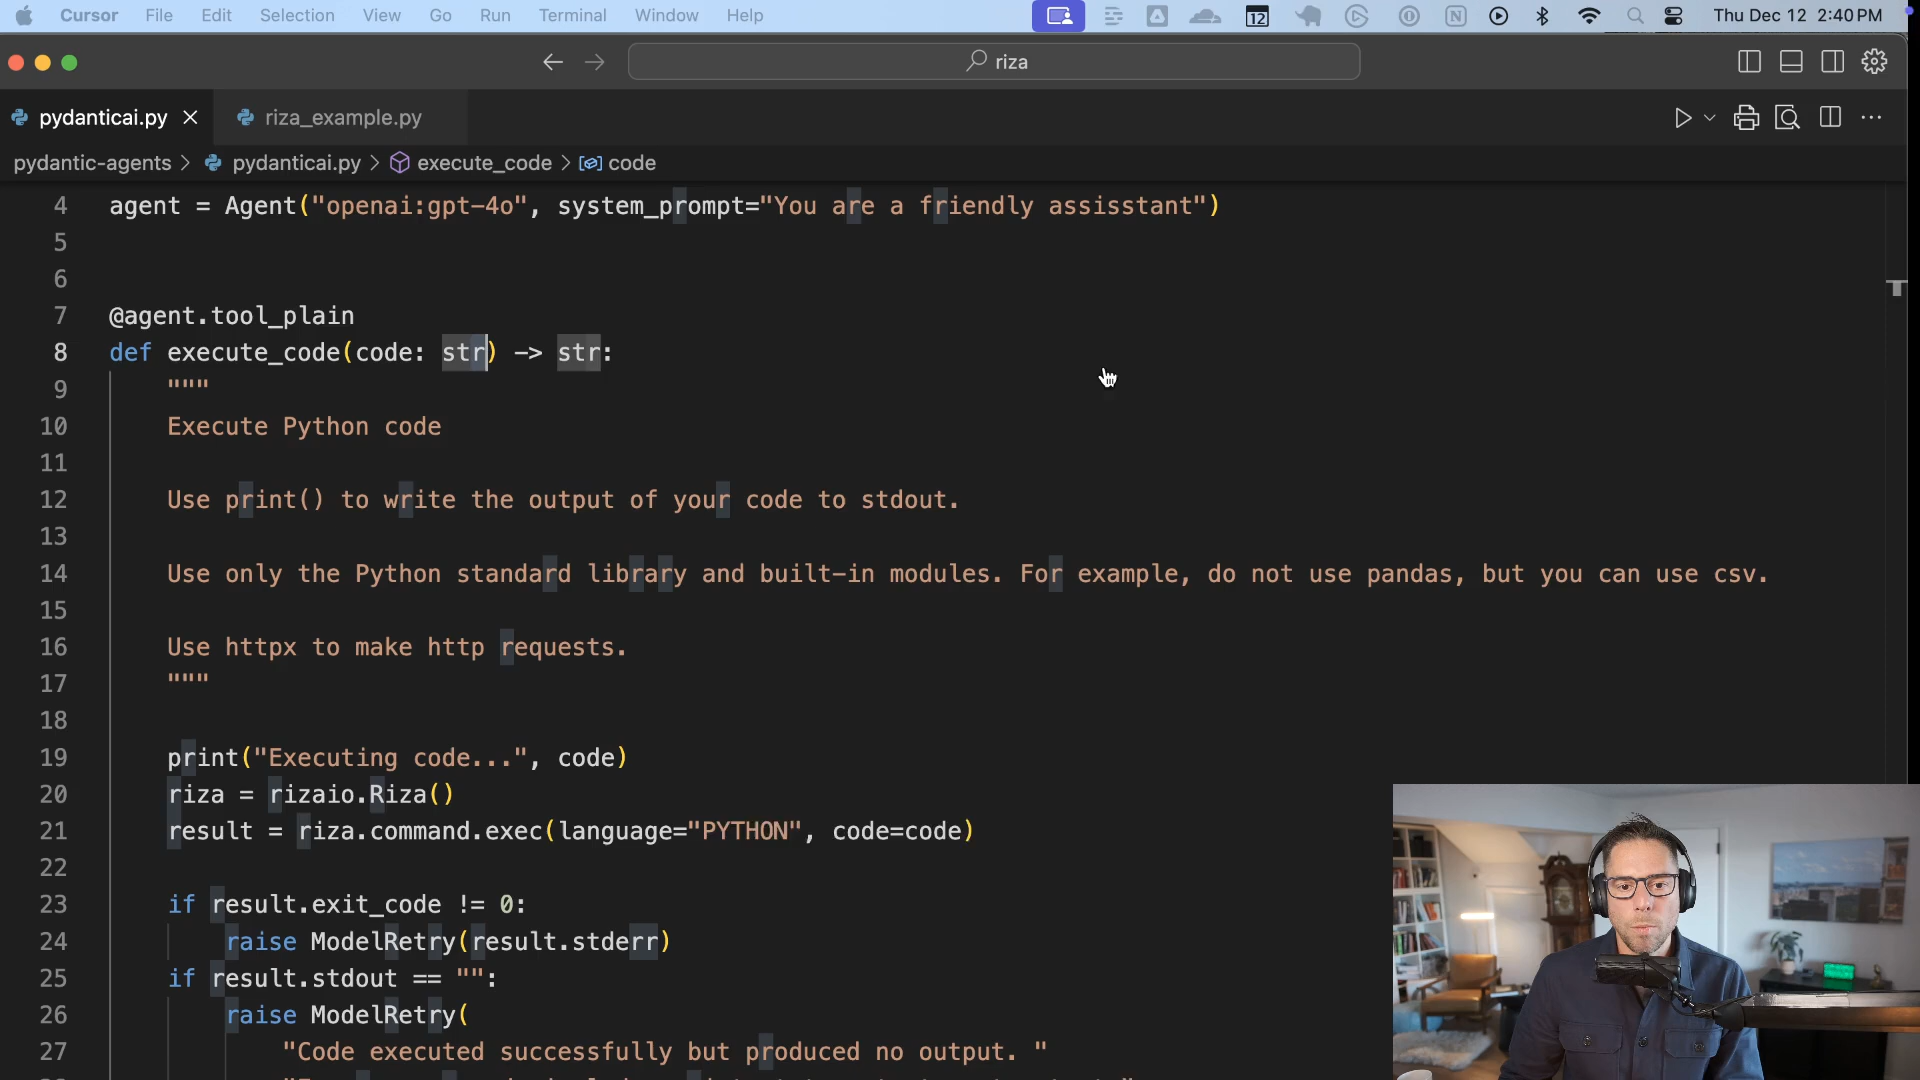 Cursor File Edit Selection View Go Run Terminal Window Help 12 Thu Dec 12 2:40 PM
riza
pydanticai.py riza_example.py
pydantic-agents > pydanticai.py > execute_code > code
4 agent = Agent("openai:gpt-4o", system_prompt="You are a friendly assisstant")
5
6
7 @agent.tool_plain
8 def execute_code(code: str) -> str:
9 """
10 Execute Python code
11
12 Use print() to write the output of your code to stdout.
13
14 Use only the Python standard library and built-in modules. For example, do not use pandas, but you can use csv.
15
16 Use httpx to make http requests.
17 """
18
19 print("Executing code...", code)
20 riza = rizaio.Riza()
21 result = riza.command.exec(language="PYTHON", code=code)
22
23 if result.exit_code != 0:
24 raise ModelRetry(result.stderr)
25 if result.stdout == "":
26 raise ModelRetry(
27 "Code executed successfully but produced no output. "